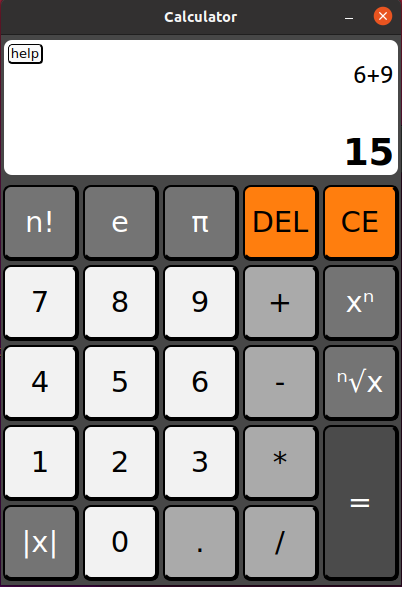 Calculator
help
6+9
15
n! e π DEL CE
7 8 9 + xⁿ
4 5 6 - ⁿ√x
1 2 3 *
=
|x| 0 . /